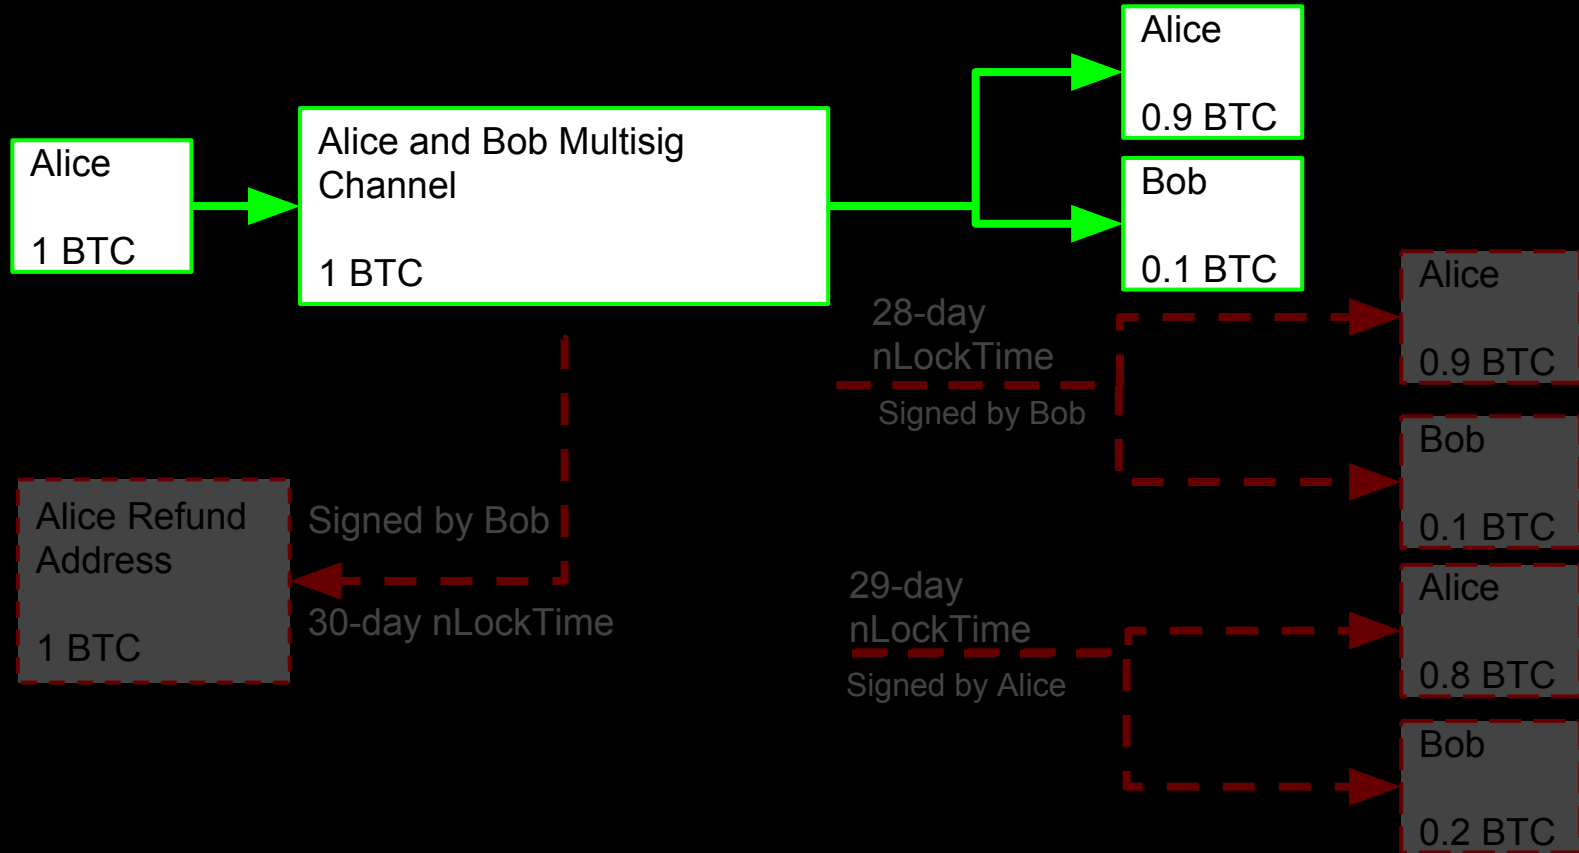 Alice
1 BTC
Alice and Bob Multisig
Channel
1 BTC
Alice
0.9 BTC
Bob
0.1 BTC
28-day
nLockTime
Signed by Bob
Alice
0.9 BTC
Bob
0.1 BTC
Alice Refund
Address
1 BTC
Signed by Bob
30-day nLockTime
29-day
nLockTime
Signed by Alice
Alice
0.8 BTC
Bob
0.2 BTC